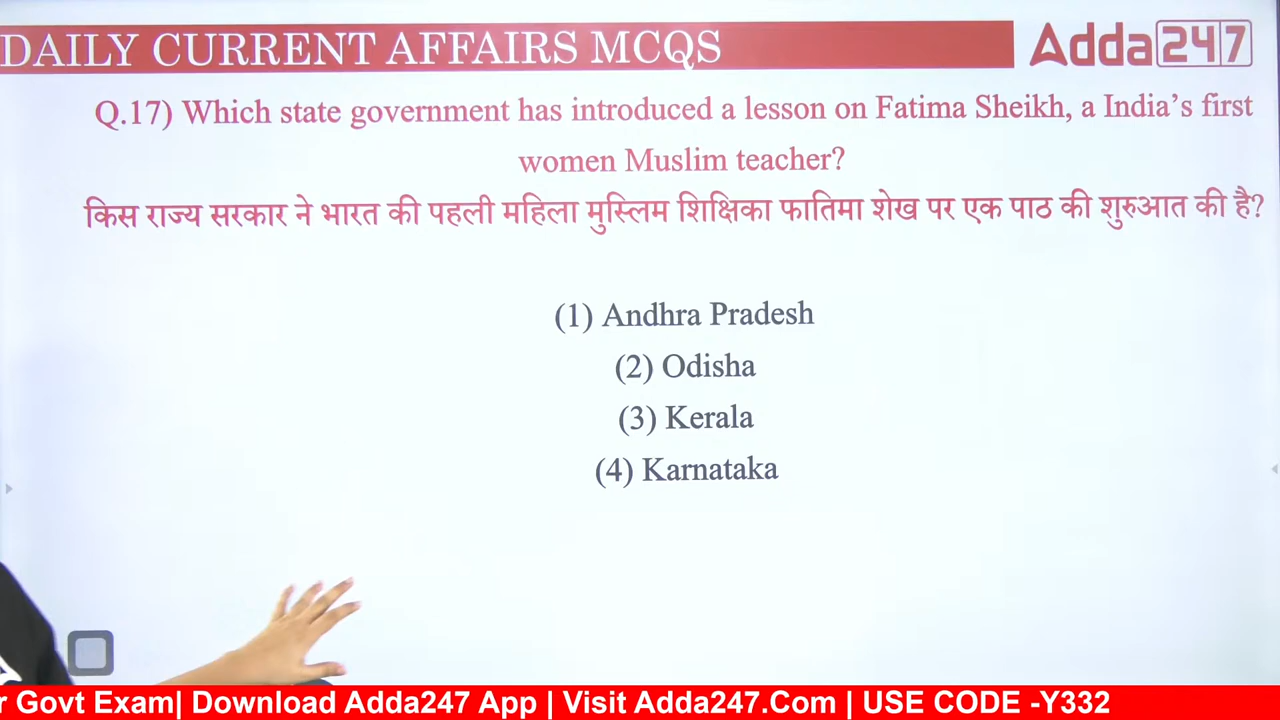 DAILY CURRENT AFFAIRS MCQS
Adda247
Q.17) Which state government has introduced a lesson on Fatima Sheikh, a India's first
women Muslim teacher?
किस राज्य सरकार ने भारत की पहली महिला मुस्लिम शिक्षिका फातिमा शेख पर एक पाठ की शुरुआत की है?
(1) Andhra Pradesh
(2) Odisha
(3) Kerala
(4) Karnataka
r Govt Exam| Download Adda247 App | Visit Adda247.Com | USE CODE -Y332